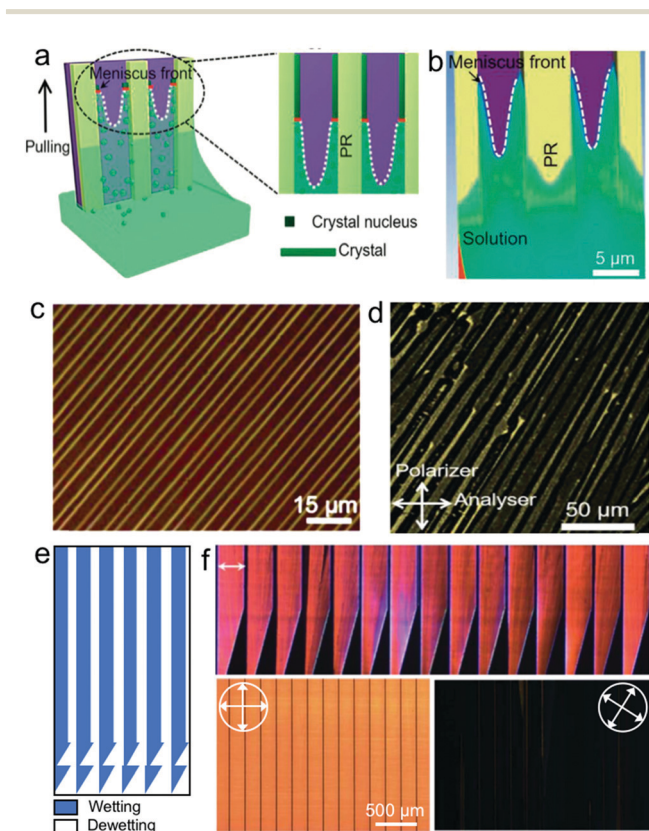 a
Meniscus front
Pulling
PR
Crystal nucleus
Crystal
b
Meniscus front
PR
Solution
5 µm
c
15 µm
d
Polarizer
Analyser
50 µm
e
Wetting
Dewetting
f
500 µm